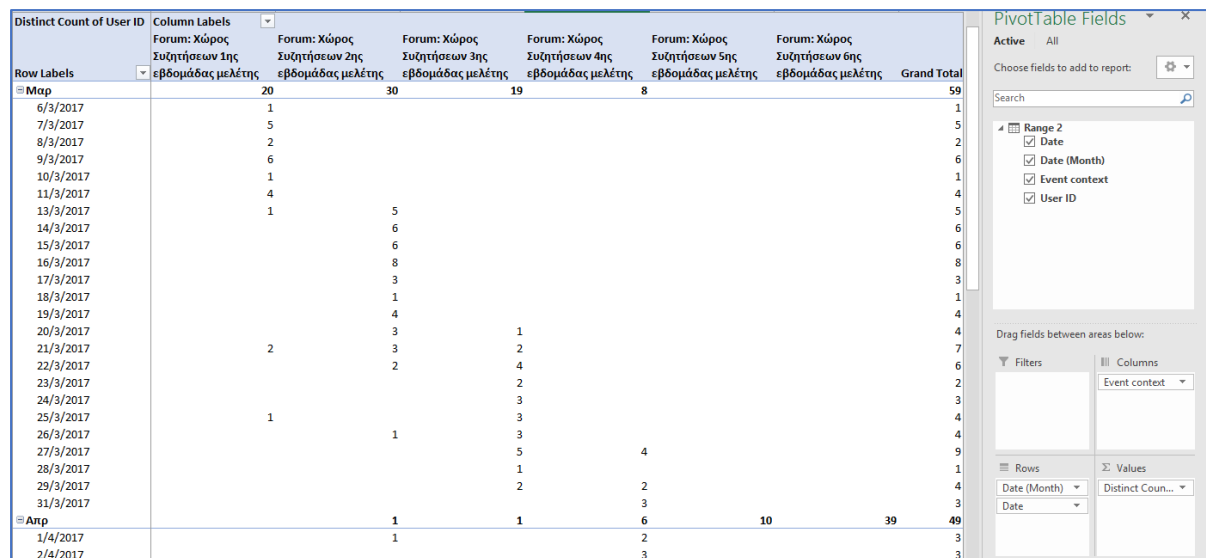 Distinct Count of User ID Column Labels
Forum: Χώρος Forum: Χώρος Forum: Χώρος Forum: Χώρος Forum: Χώρος Forum: Χώρος
Συζητήσεων 1ης Συζητήσεων 2ης Συζητήσεων 3ης Συζητήσεων 4ης Συζητήσεων 5ης Συζητήσεων 6ης
Row Labels εβδομάδας μελέτης εβδομάδας μελέτης εβδομάδας μελέτης εβδομάδας μελέτης εβδομάδας μελέτης εβδομάδας μελέτης Grand Total
Μαρ 20 30 19 8 59
6/3/2017 1 1
7/3/2017 5 5
8/3/2017 2 2
9/3/2017 6 6
10/3/2017 1 1
11/3/2017 4 4
13/3/2017 1 5 5
14/3/2017 6 6
15/3/2017 6 6
16/3/2017 8 8
17/3/2017 3 3
18/3/2017 1 1
19/3/2017 4 4
20/3/2017 3 1 4
21/3/2017 2 3 2 7
22/3/2017 2 4 6
23/3/2017 2 2
24/3/2017 3 3
25/3/2017 1 3 4
26/3/2017 1 3 4
27/3/2017 5 4 9
28/3/2017 1 1
29/3/2017 2 2 4
31/3/2017 3 3
Απρ 1 1 6 10 39 49
1/4/2017 1 2 3
2/4/2017 3 3
PivotTable Fields
Active All
Choose fields to add to report:
Search
Range 2
Date
Date (Month)
Event context
User ID
Drag fields between areas below:
Filters Columns
Event context
Rows Σ Values
Date (Month) Distinct Coun...
Date